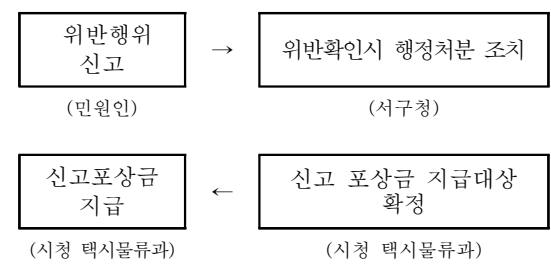 위반행위
신고
→
위반확인시 행정처분 조치
(민원인)
(서구청)
신고포상금
지급
←
신고 포상금 지급대상
확정
(시청 택시물류과)
(시청 택시물류과)